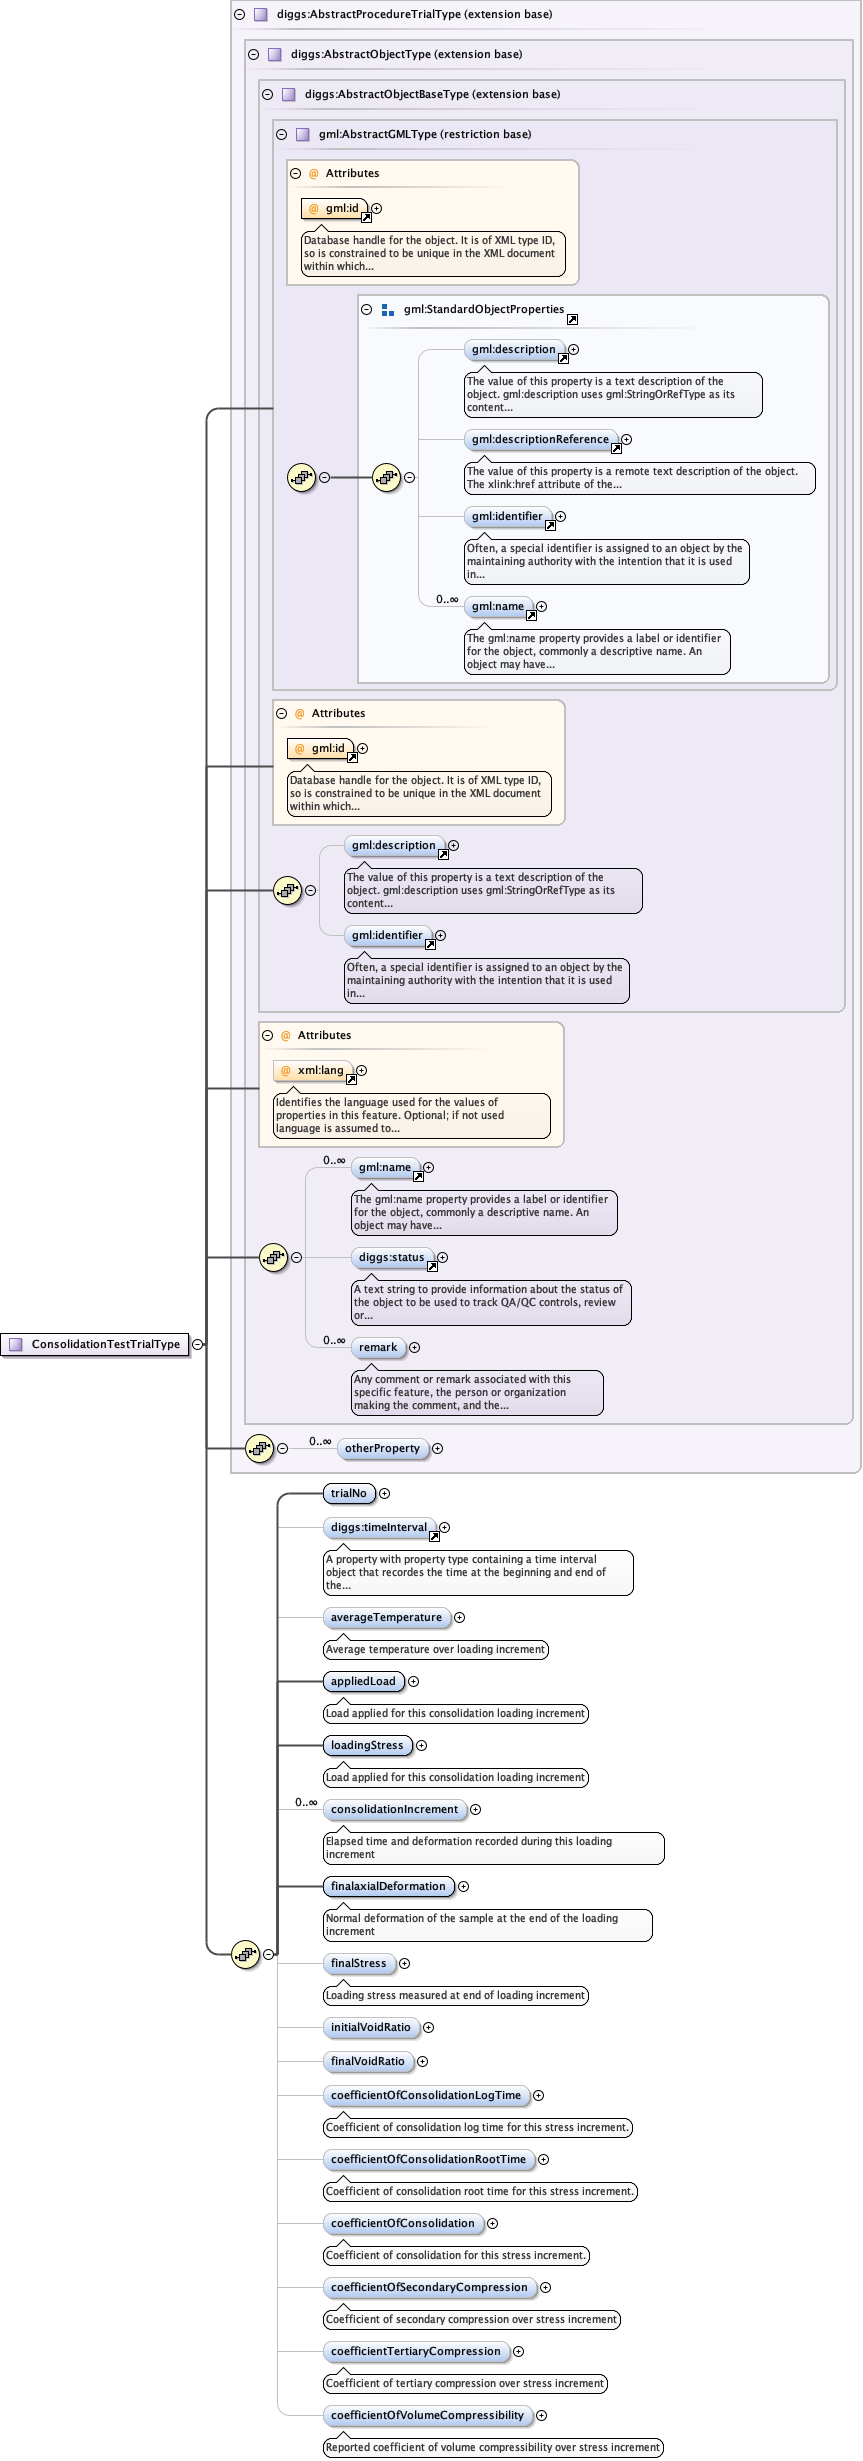 diggs:AbstractProcedureTrialType (extension base)
diggs:AbstractObjectType (extension base)
diggs:AbstractObjectBaseType (extension base)
gml:AbstractGMLType (restriction base)
@ Attributes
@ gml:id
Database handle for the object. It is of XML type ID,
so is constrained to be unique in the XML document
within which...
gml:StandardObjectProperties
gml:description
The value of this property is a text description of the
object. gml:description uses gml:StringOrRefType as its
content...
gml:descriptionReference
The value of this property is a remote text description of the object.
The xlink:href attribute of the...
gml:identifier
Often, a special identifier is assigned to an object by the
maintaining authority with the intention that it is used
in...
0..∞ gml:name
The gml:name property provides a label or identifier
for the object, commonly a descriptive name. An
object may have...
@ Attributes
@ gml:id
Database handle for the object. It is of XML type ID,
so is constrained to be unique in the XML document
within which...
gml:description
The value of this property is a text description of the
object. gml:description uses gml:StringOrRefType as its
content...
gml:identifier
Often, a special identifier is assigned to an object by the
maintaining authority with the intention that it is used
in...
@ Attributes
@ xml:lang
Identifies the language used for the values of
properties in this feature. Optional; if not used
language is assumed to...
0..∞ gml:name
The gml:name property provides a label or identifier
for the object, commonly a descriptive name. An
object may have...
diggs:status
A text string to provide information about the status of
the object to be used to track QA/QC controls, review
or...
ConsolidationTestTrialType
0..∞ remark
Any comment or remark associated with this
specific feature, the person or organization
making the comment, and the...
0..∞ otherProperty
trialNo
diggs:timeInterval
A property with property type containing a time interval
object that recordes the time at the beginning and end of
the...
averageTemperature
Average temperature over loading increment
appliedLoad
Load applied for this consolidation loading increment
loadingStress
Load applied for this consolidation loading increment
0..∞ consolidationIncrement
Elapsed time and deformation recorded during this loading
increment
finalaxialDeformation
Normal deformation of the sample at the end of the loading
increment
finalStress
Loading stress measured at end of loading increment
initialVoidRatio
finalVoidRatio
coefficientOfConsolidationLogTime
Coefficient of consolidation log time for this stress increment.
coefficientOfConsolidationRootTime
Coefficient of consolidation root time for this stress increment.
coefficientOfConsolidation
Coefficient of consolidation for this stress increment.
coefficientOfSecondaryCompression
Coefficient of secondary compression over stress increment
coefficientTertiaryCompression
Coefficient of tertiary compression over stress increment
coefficientOfVolumeCompressibility
Reported coefficient of volume compressibility over stress increment